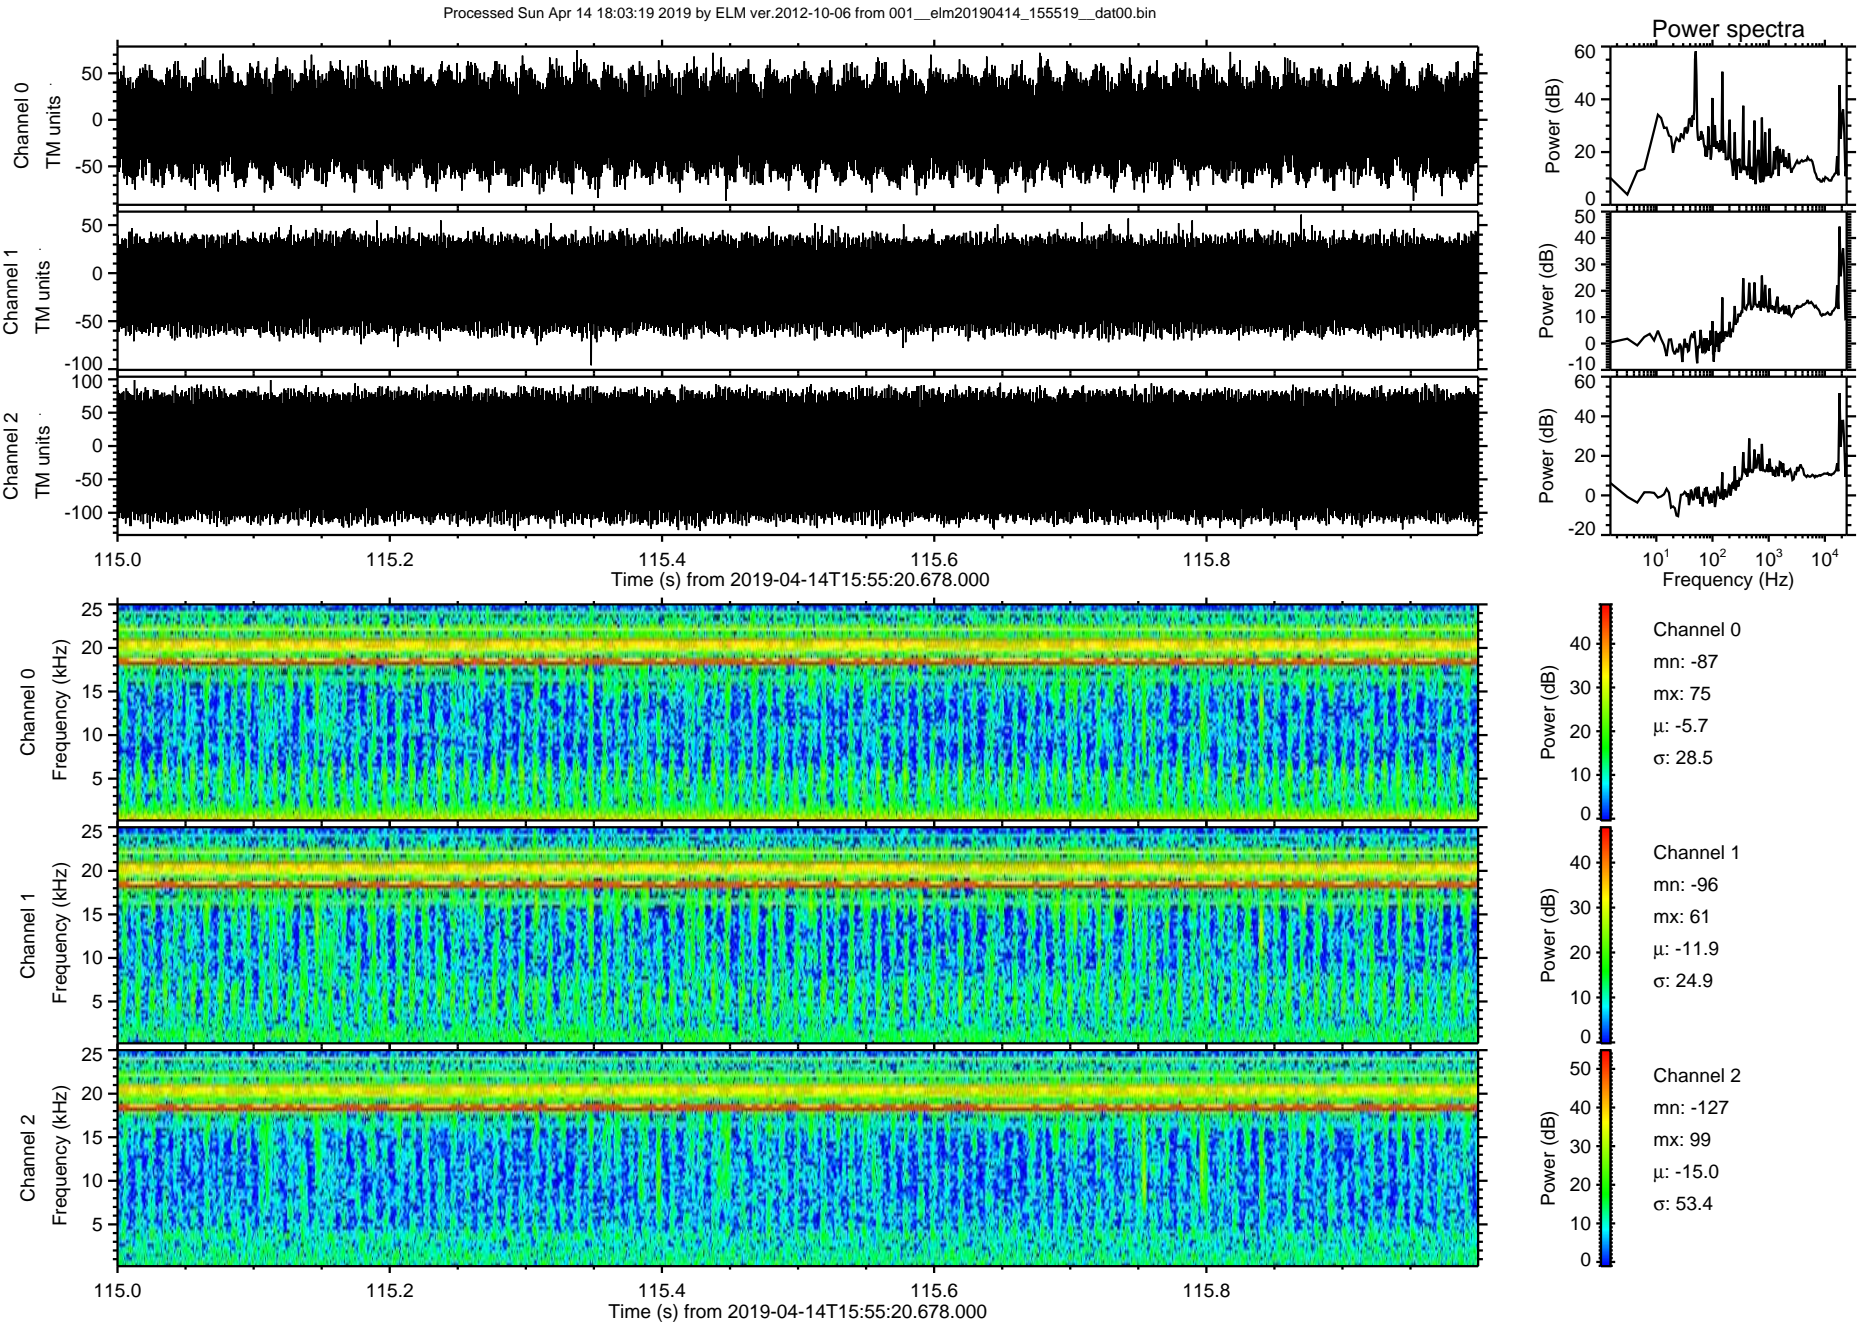 Processed Sun Apr 14 18:03:19 2019 by ELM ver.2012-10-06 from 001__elm20190414_155519__dat00.bin
Power spectra
Channel 0
TM units
50
0
-50
Power (dB)
60
40
20
0
Channel 1
TM units
50
0
-50
-100
Power (dB)
50
40
30
20
10
0
-10
Channel 2
TM units
100
50
0
-50
-100
Power (dB)
60
40
20
0
-20
115.0 115.2 115.4 115.6 115.8
Time (s) from 2019-04-14T15:55:20.678.000
10¹ 10² 10³ 10⁴
Frequency (Hz)
Channel 0
Frequency (kHz)
25
20
15
10
5
Power (dB)
40
30
20
10
0
Channel 0
mn: -87
mx: 75
µ: -5.7
σ: 28.5
Channel 1
Frequency (kHz)
25
20
15
10
5
Power (dB)
40
30
20
10
0
Channel 1
mn: -96
mx: 61
µ: -11.9
σ: 24.9
Channel 2
Frequency (kHz)
25
20
15
10
5
Power (dB)
50
40
30
20
10
0
Channel 2
mn: -127
mx: 99
µ: -15.0
σ: 53.4
115.0 115.2 115.4 115.6 115.8
Time (s) from 2019-04-14T15:55:20.678.000